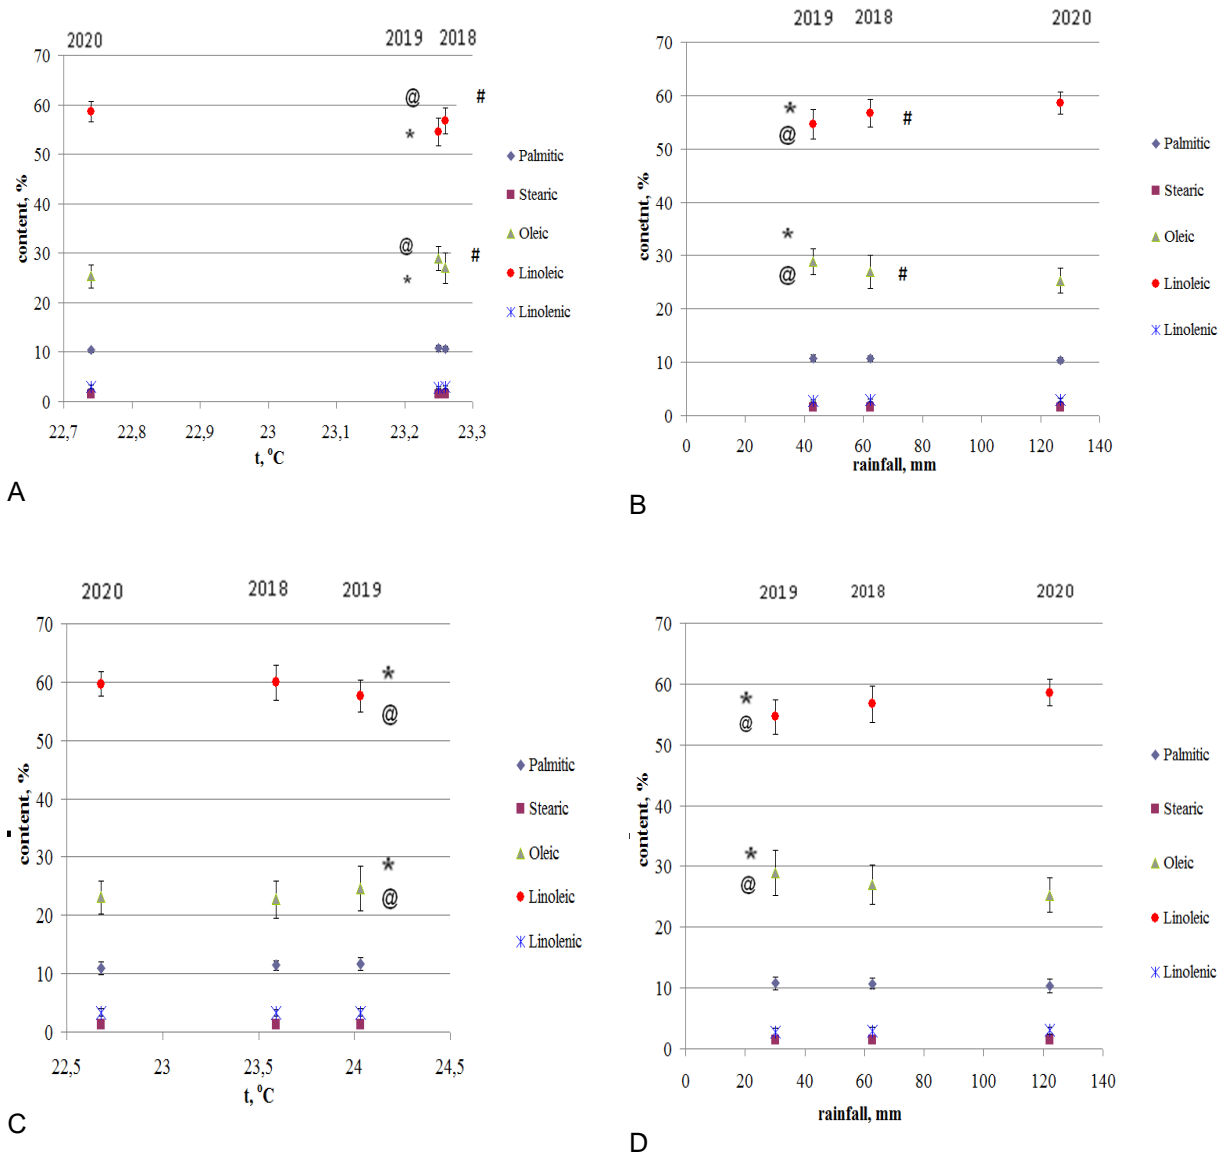 2020 2019 2018
70
60
50
40
30
20
10
0
content, %
@ #
*
@ #
*
22,7 22,8 22,9 23 23,1 23,2 23,3
t, ⁰C
Palmitic
Stearic
Oleic
Linoleic
Linolenic
A
2019 2018 2020
70
60
50
40
30
20
10
0
conetnt, %
*
@ #
*
@ #
0 20 40 60 80 100 120 140
rainfall, mm
Palmitic
Stearic
Oleic
Linoleic
Linolenic
B
2020 2018 2019
70
60
50
40
30
20
10
0
content, %
*
@
*
@
22,5 23 23,5 24 24,5
t, ⁰C
Palmitic
Stearic
Oleic
Linoleic
Linolenic
C
2019 2018 2020
70
60
50
40
30
20
10
0
content, %
*
@
*
@
0 20 40 60 80 100 120 140
rainfall, mm
Palmitic
Stearic
Oleic
Linoleic
Linolenic
D